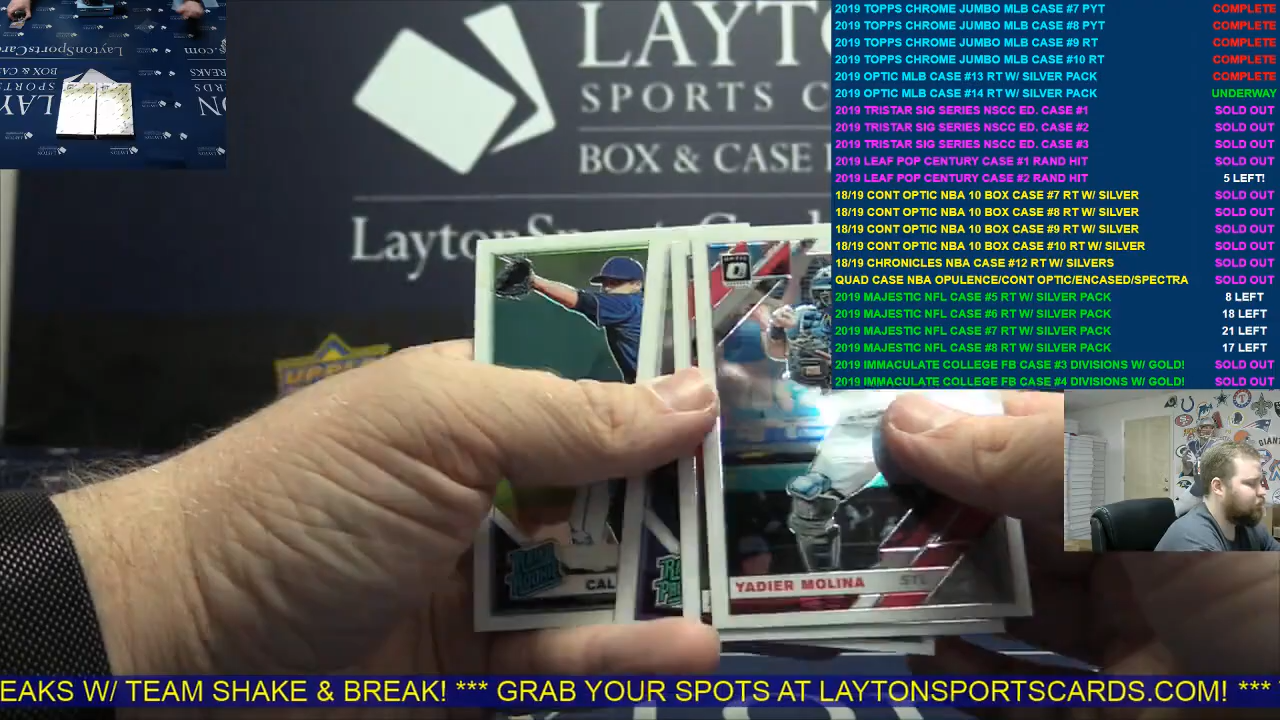 2019 TOPPS CHROME JUMBO MLB CASE #7 PYT COMPLETE
2019 TOPPS CHROME JUMBO MLB CASE #8 PYT COMPLETE
2019 TOPPS CHROME JUMBO MLB CASE #9 RT COMPLETE
2019 TOPPS CHROME JUMBO MLB CASE #10 RT COMPLETE
2019 OPTIC MLB CASE #13 RT W/ SILVER PACK COMPLETE
2019 OPTIC MLB CASE #14 RT W/ SILVER PACK UNDERWAY
2019 TRISTAR SIG SERIES NSCC ED. CASE #1 SOLD OUT
2019 TRISTAR SIG SERIES NSCC ED. CASE #2 SOLD OUT
2019 TRISTAR SIG SERIES NSCC ED. CASE #3 SOLD OUT
2019 LEAF POP CENTURY CASE #1 RAND HIT SOLD OUT
2019 LEAF POP CENTURY CASE #2 RAND HIT 5 LEFT!
18/19 CONT OPTIC NBA 10 BOX CASE #7 RT W/ SILVER SOLD OUT
18/19 CONT OPTIC NBA 10 BOX CASE #8 RT W/ SILVER SOLD OUT
18/19 CONT OPTIC NBA 10 BOX CASE #9 RT W/ SILVER SOLD OUT
18/19 CONT OPTIC NBA 10 BOX CASE #10 RT W/ SILVER SOLD OUT
18/19 CHRONICLES NBA CASE #12 RT W/ SILVERS SOLD OUT
QUAD CASE NBA OPULENCE/CONT OPTIC/ENCASED/SPECTRA SOLD OUT
2019 MAJESTIC NFL CASE #5 RT W/ SILVER PACK 8 LEFT
2019 MAJESTIC NFL CASE #6 RT W/ SILVER PACK 18 LEFT
2019 MAJESTIC NFL CASE #7 RT W/ SILVER PACK 21 LEFT
2019 MAJESTIC NFL CASE #8 RT W/ SILVER PACK 17 LEFT
2019 IMMACULATE COLLEGE FB CASE #3 DIVISIONS W/ GOLD! SOLD OUT
2019 IMMACULATE COLLEGE FB CASE #4 DIVISIONS W/ GOLD! SOLD OUT
LAYT
SPORTS C
BOX & CASE
LaytonSports
CAL
YADIER MOLINA STL
EAKS W/ TEAM SHAKE & BREAK! *** GRAB YOUR SPOTS AT LAYTONSPORTSCARDS.COM! ***